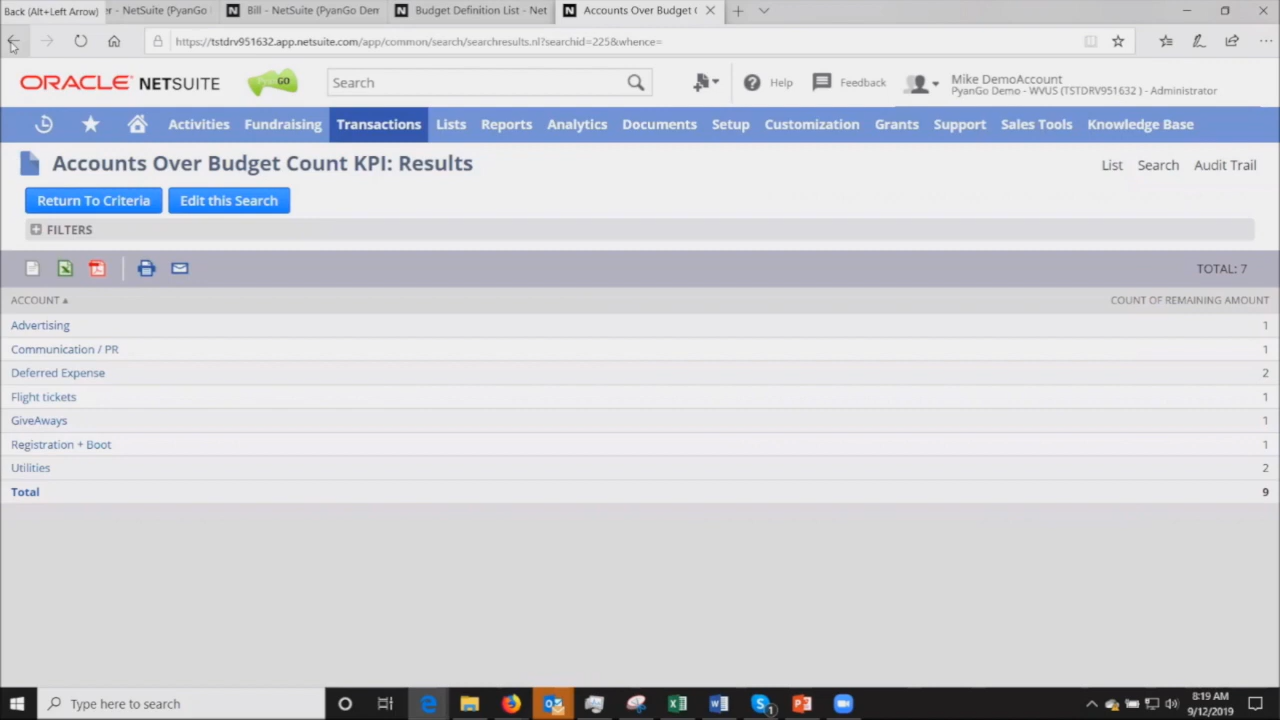 Back (Alt+Left Arrow) r - NetSuite (PyanGo Bill - NetSuite (PyanGo Dem Budget Definition List - Net Accounts Over Budget
https://tstdrv951632.app.netsuite.com/app/common/search/searchresults.nl?searchid=225&whence=
ORACLE NETSUITE GO Search Help Feedback Mike DemoAccount
PyanGo Demo - WVUS (TSTDRV951632 ) - Administrator
Activities Fundraising Transactions Lists Reports Analytics Documents Setup Customization Grants Support Sales Tools Knowledge Base
Accounts Over Budget Count KPI: Results List Search Audit Trail
Return To Criteria Edit this Search
FILTERS
TOTAL: 7
ACCOUNT COUNT OF REMAINING AMOUNT
Advertising 1
Communication / PR 1
Deferred Expense 2
Flight tickets 1
GiveAways 1
Registration + Boot 1
Utilities 2
Total 9
Type here to search 8:19 AM
9/12/2019